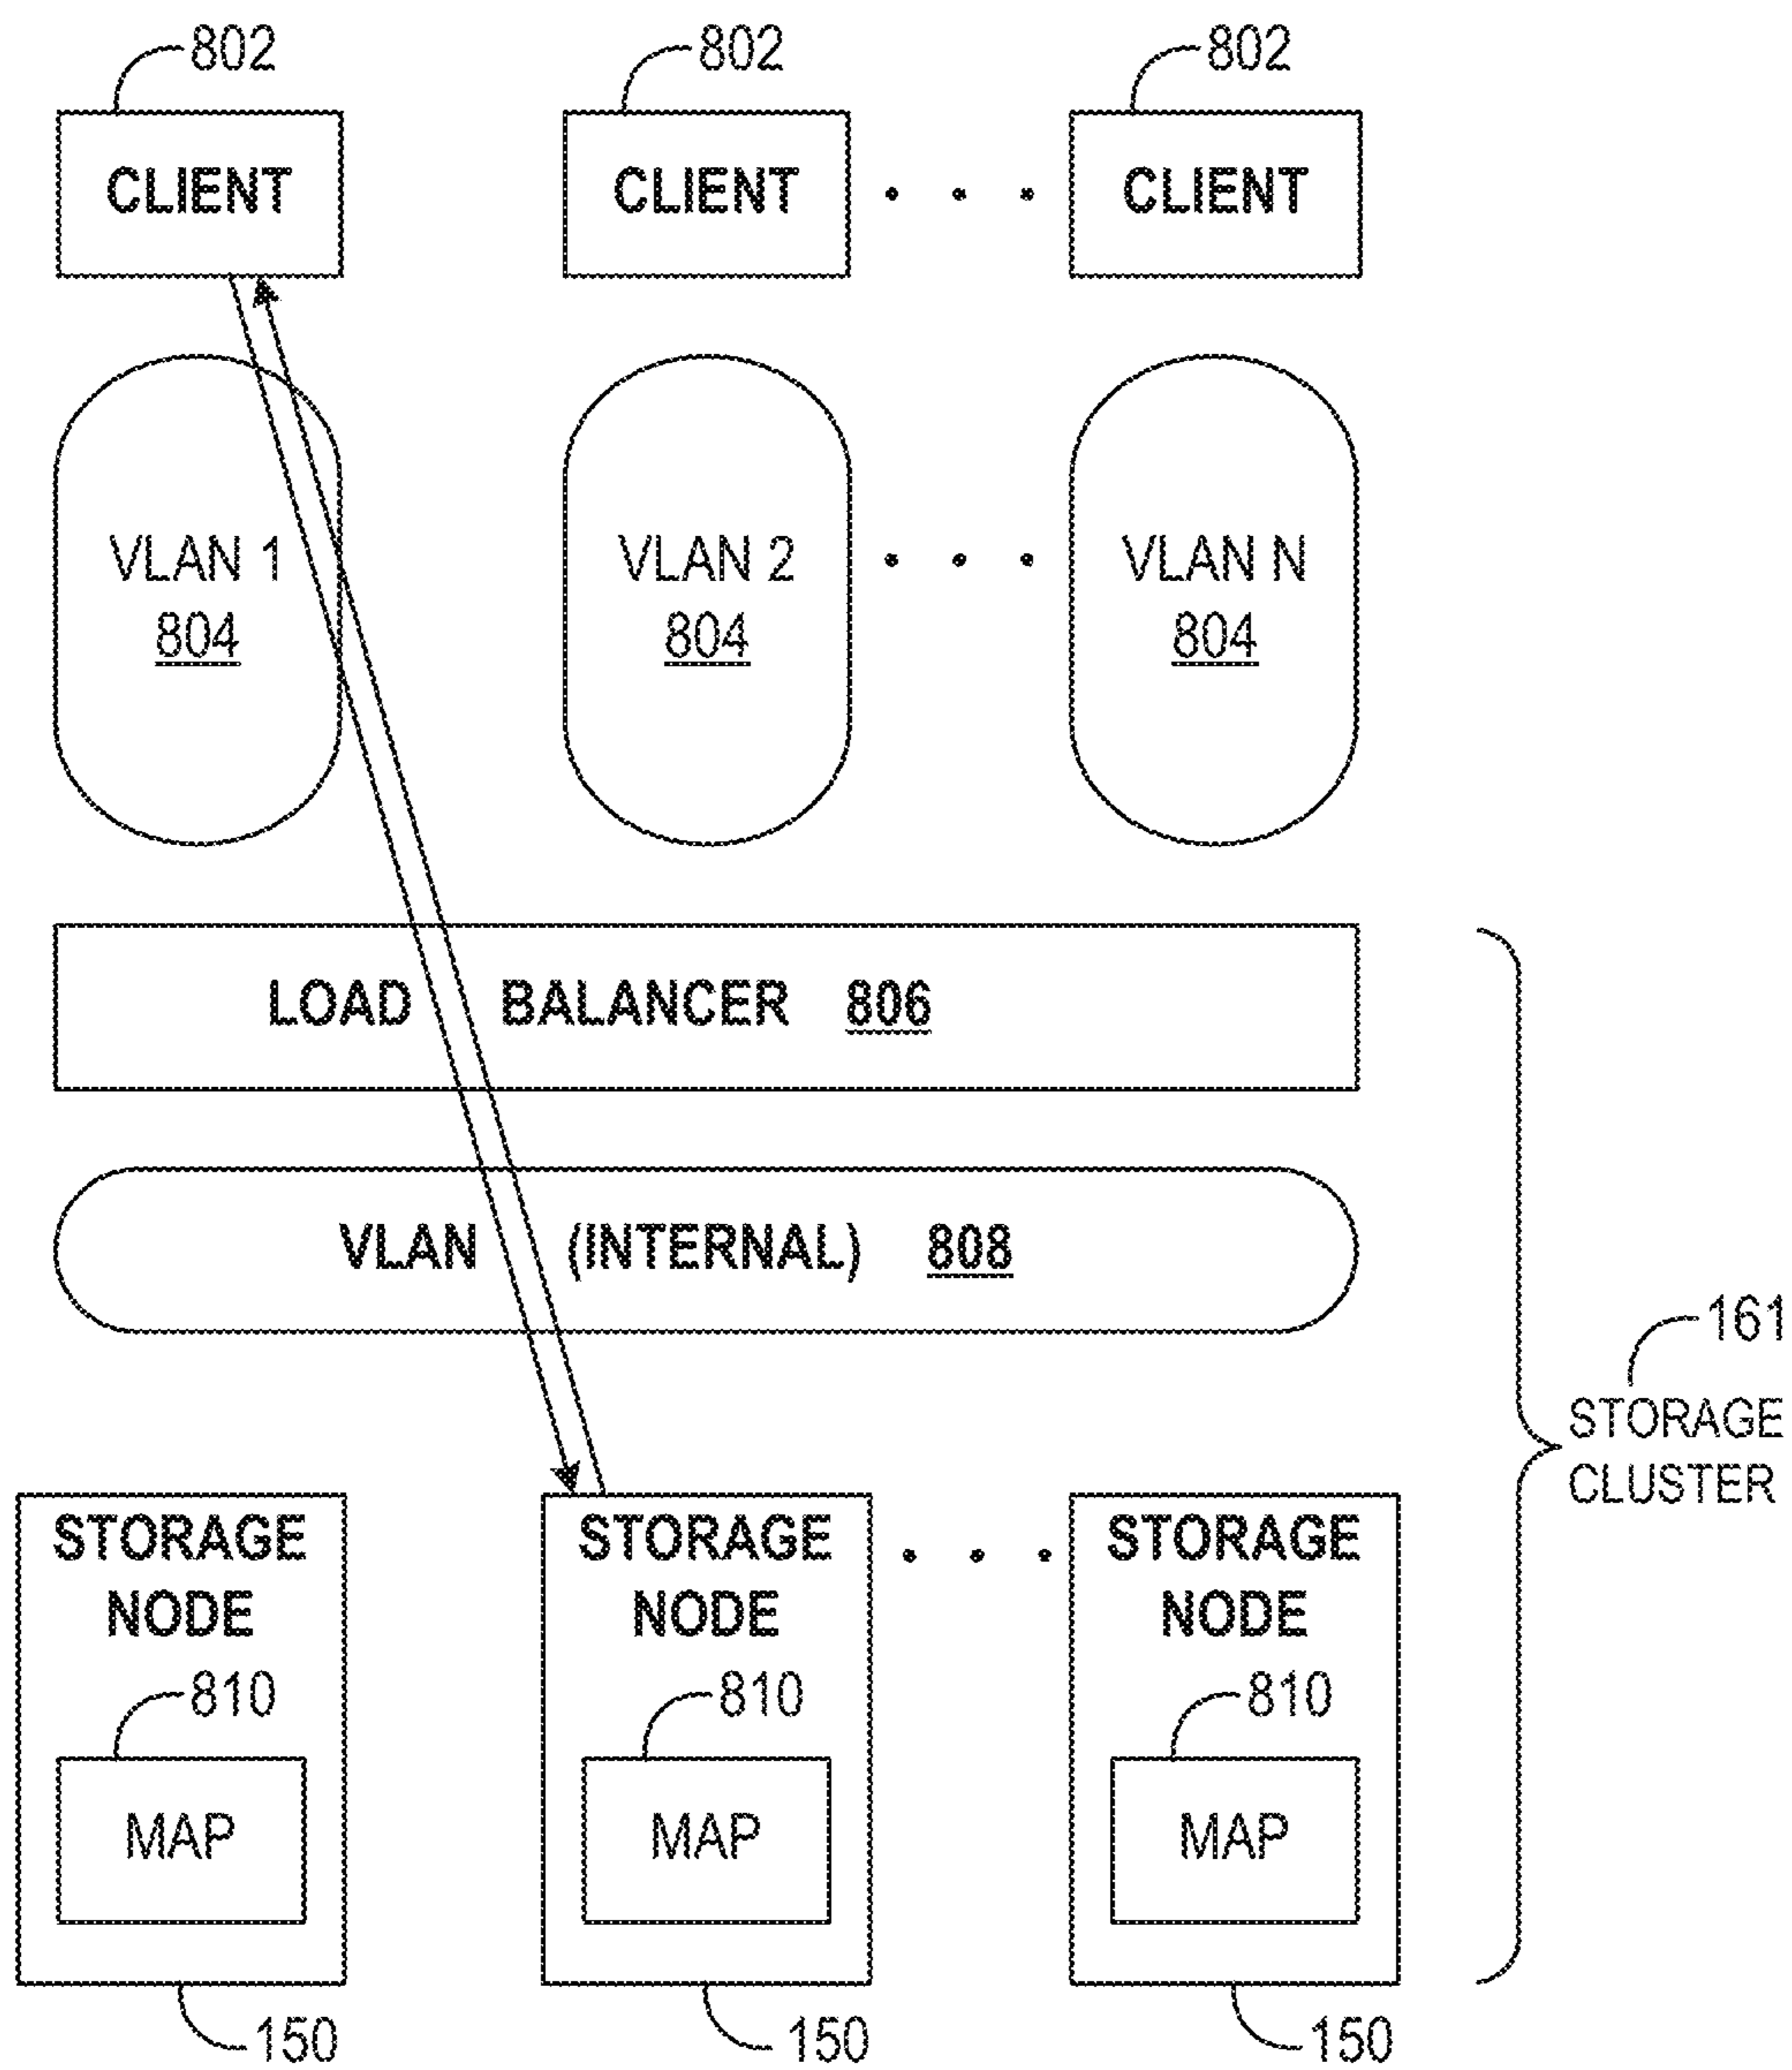 802 802 802
CLIENT CLIENT . . . CLIENT
VLAN 1 VLAN 2 . . . VLAN N
804 804 804
LOAD BALANCER 806
VLAN (INTERNAL) 808
161
STORAGE
CLUSTER
STORAGE STORAGE . . . STORAGE
NODE NODE NODE
810 810 810
MAP MAP MAP
150 150 150